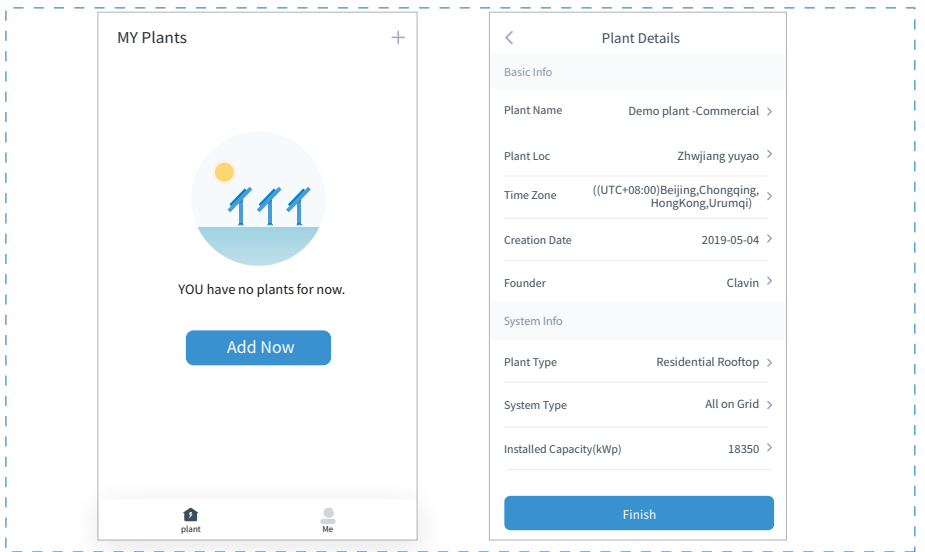 MY Plants
YOU have no plants for now.
Add Now
plant
Me
Plant Details
Basic Info
Plant Name Demo plant -Commercial
Plant Loc Zhwjiang yuyao
Time Zone ((UTC+08:00)Beijing,Chongqing,
HongKong,Urumqi)
Creation Date 2019-05-04
Founder Clavin
System Info
Plant Type Residential Rooftop
System Type All on Grid
Installed Capacity(kWp) 18350
Finish